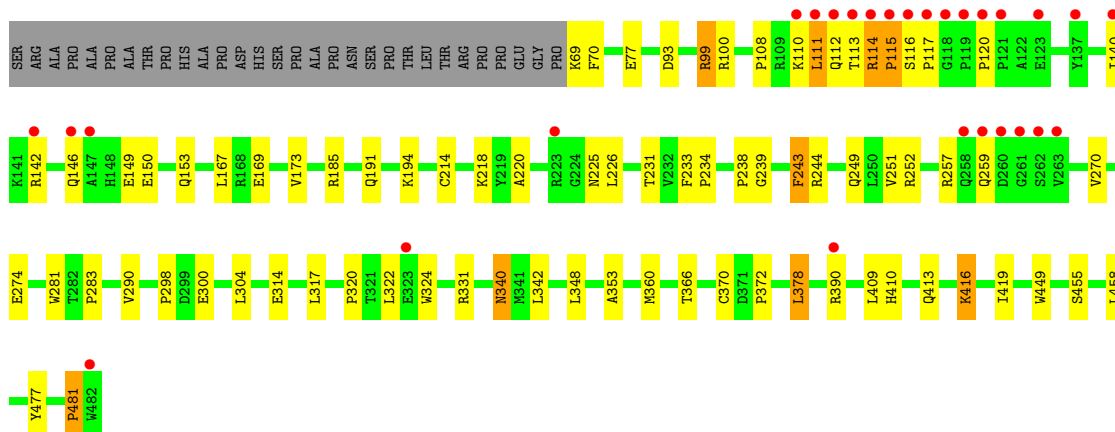 SER ARG ALA PRO ALA PRO ALA THR PRO HIS ALA PRO ASP HIS SER PRO ALA PRO ASN SER PRO THR LEU THR ARG PRO PRO GLU GLY PRO K69 F70 E77 D93 R99 R100 P108 R109 K110 L111 Q112 T113 R114 P115 S116 P117 G118 P119 P120 P121 A122 E123 Y137 I140
K141 R142 Q146 A147 H148 E149 E150 Q153 L167 R168 E169 V173 R185 Q191 K194 C214 K218 Y219 A220 R223 G224 N225 L226 T231 V232 F233 P234 P238 G239 F243 R244 Q249 L250 V251 R252 R257 Q258 Q259 D260 G261 S262 V263 V270
E274 W281 T282 P283 V290 P298 D299 E300 L304 E314 L317 P320 T321 L322 E323 W324 R331 N340 M341 L342 L348 A353 M360 T366 C370 D371 P372 L378 R390 L409 H410 Q413 K416 I419 W449 S455
Y477 P481 W482